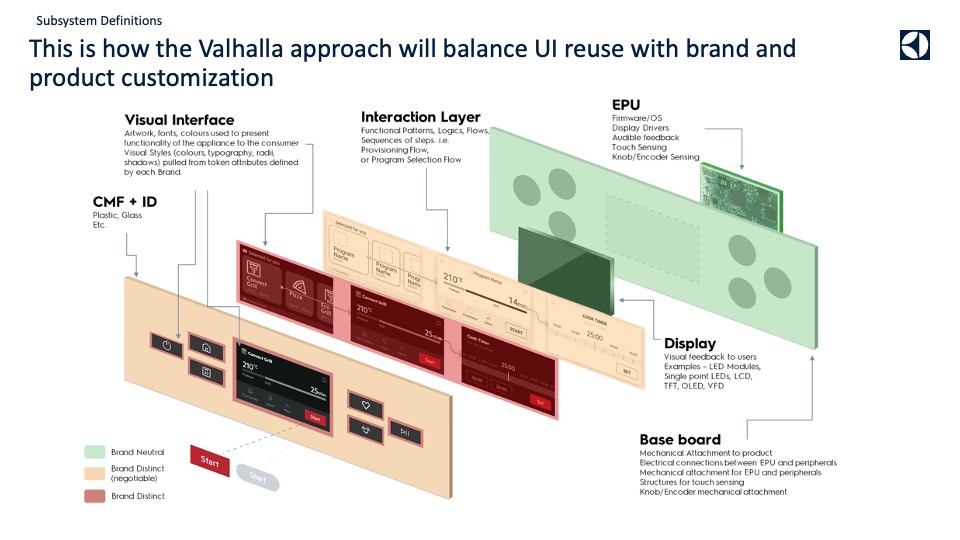 Subsystem Definitions
This is how the Valhalla approach will balance UI reuse with brand and
product customization
Visual Interface
Artwork, fonts, colours used to present
functionality of the appliance to the consumer
Visual Styles (colours, typography, radii,
shadows) pulled from token attributes defined
by each Brand.
Interaction Layer
Functional Patterns, Logics, Flows,
Sequences of steps. i.e.
Provisioning Flow,
or Program Selection Flow
EPU
Firmware/OS
Display Drivers
Audible feedback
Touch Sensing
Knob/Encoder Sensing
CMF + ID
Plastic, Glass
Etc.
Selected for you
Program
Name
Program
Name
Program Name
210°C
14min
START
COOK TIMER
25:00
SET
Selected for you
Connect
Grill
Pizza
Eco
Grill
Connect Grill
210°C
25min
Start
Cook Timer
25:00
Set
Connect Grill
210°C
25min
Start
Display
Visual feedback to users
Examples – LED Modules,
Single point LEDs, LCD,
TFT, OLED, VFD
Base board
Mechanical Attachment to product
Electrical connections between EPU and peripherals
Mechanical attachment for EPU and peripherals
Structures for touch sensing
Knob/Encoder mechanical attachment
Brand Neutral
Brand Distinct
(negotiable)
Brand Distinct
Start
Start